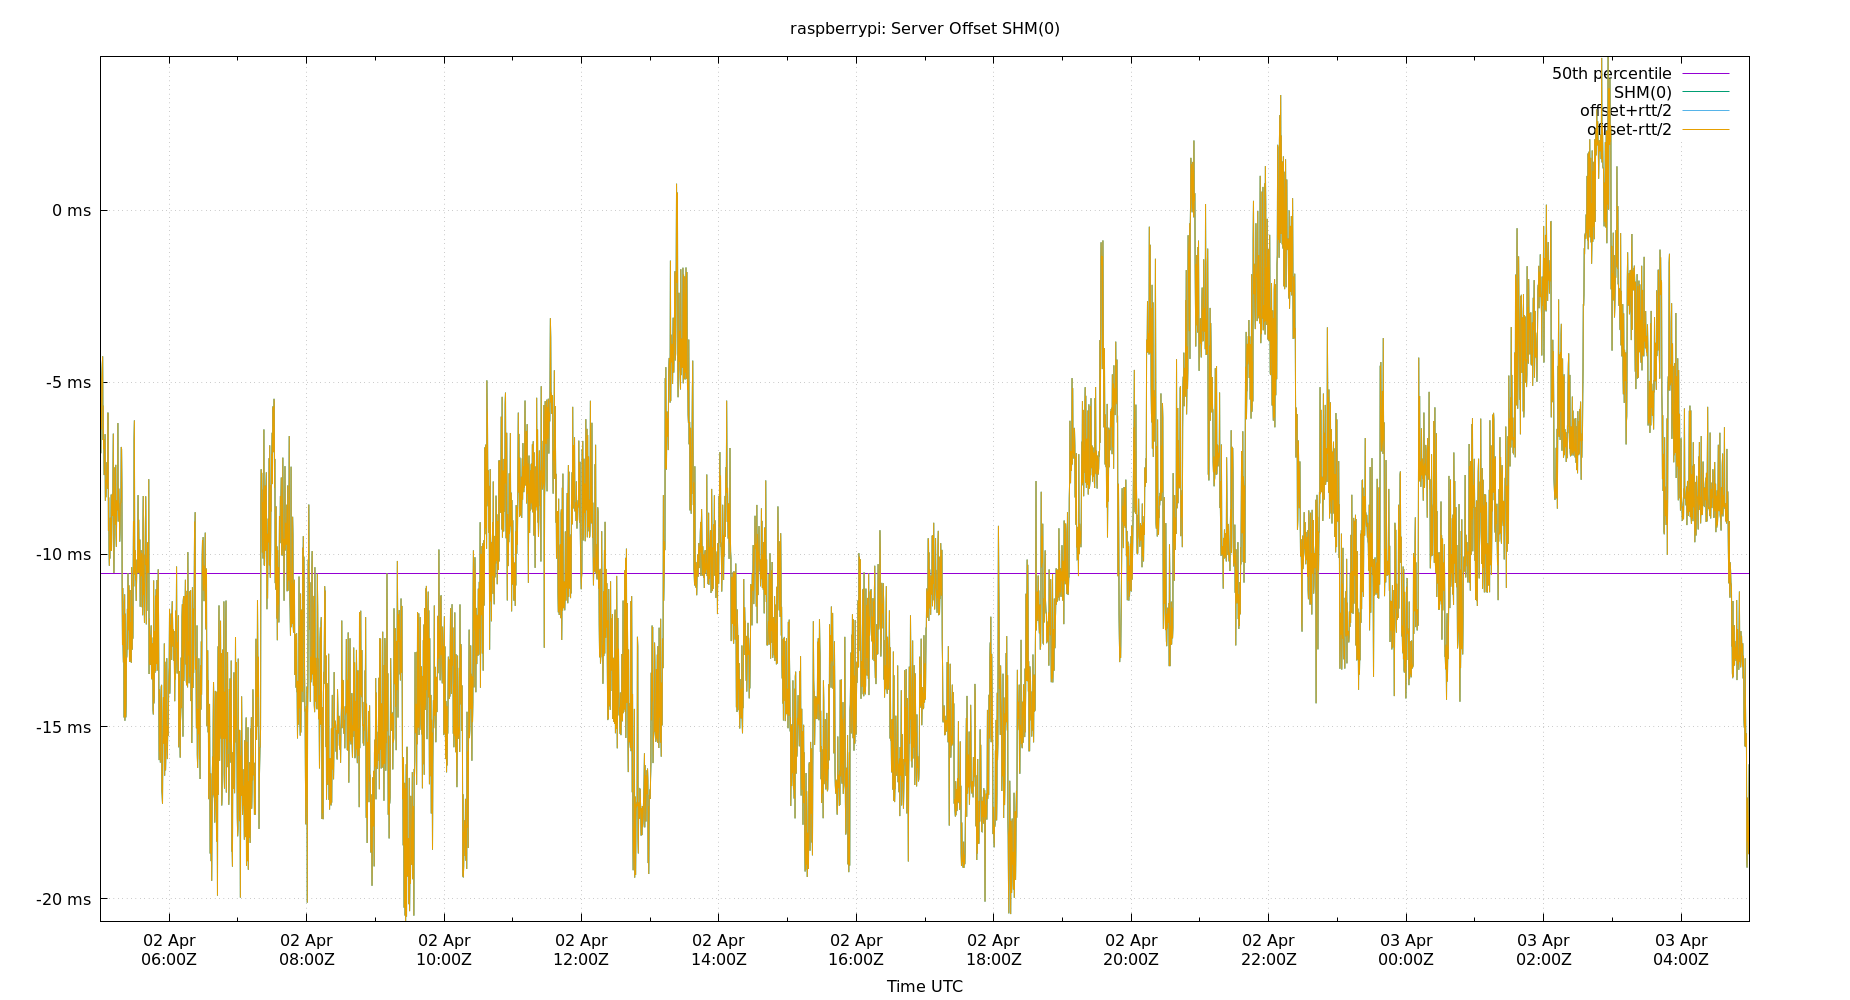 raspberrypi: Server Offset SHM(0)
50th percentile
SHM(0)
offset+rtt/2
offset-rtt/2
0 ms
-5 ms
-10 ms
-15 ms
-20 ms
02 Apr 02 Apr 02 Apr 02 Apr 02 Apr 02 Apr 02 Apr 02 Apr 02 Apr 03 Apr 03 Apr 03 Apr
06:00Z 08:00Z 10:00Z 12:00Z 14:00Z 16:00Z 18:00Z 20:00Z 22:00Z 00:00Z 02:00Z 04:00Z
Time UTC